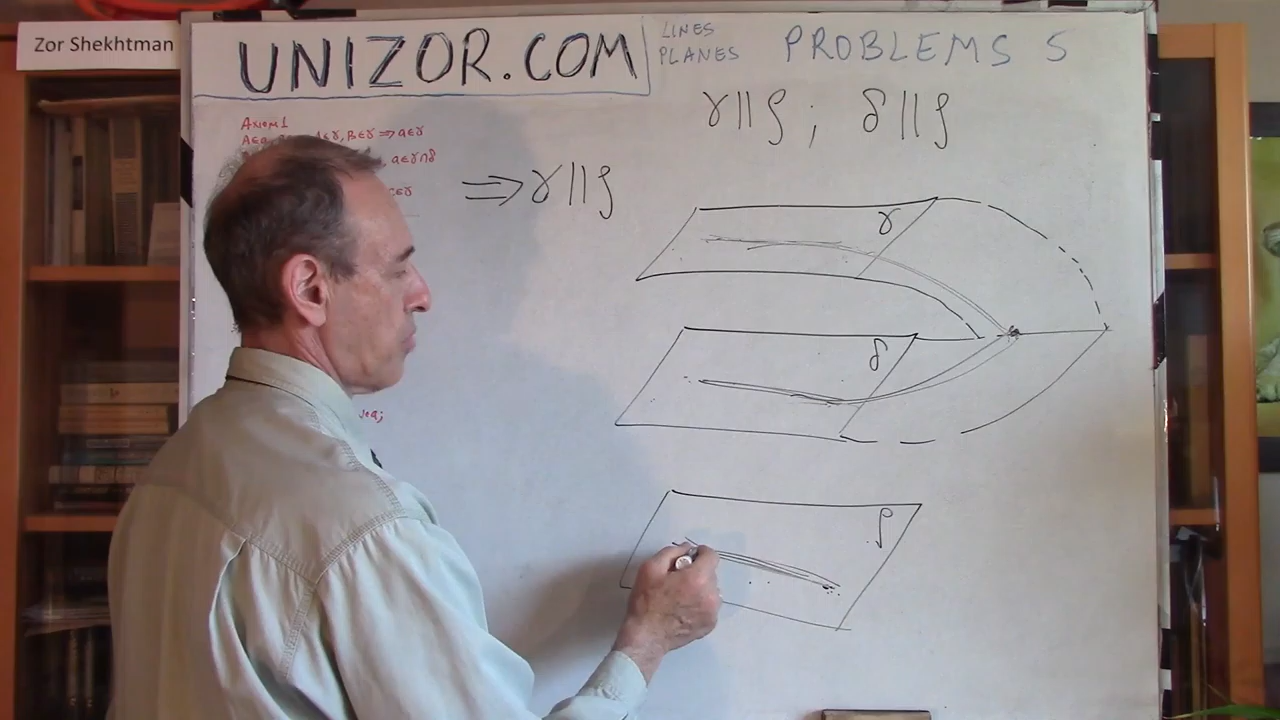 Zor Shekhtman
UNIZOR.COM
LINES
PLANES
PROBLEMS 5
γ||ρ ; δ||ρ
Axiom 1
B∈γ ⇒ a∈γ
a∈γ∩δ
⇒ γ||ρ
γ
δ
ρ